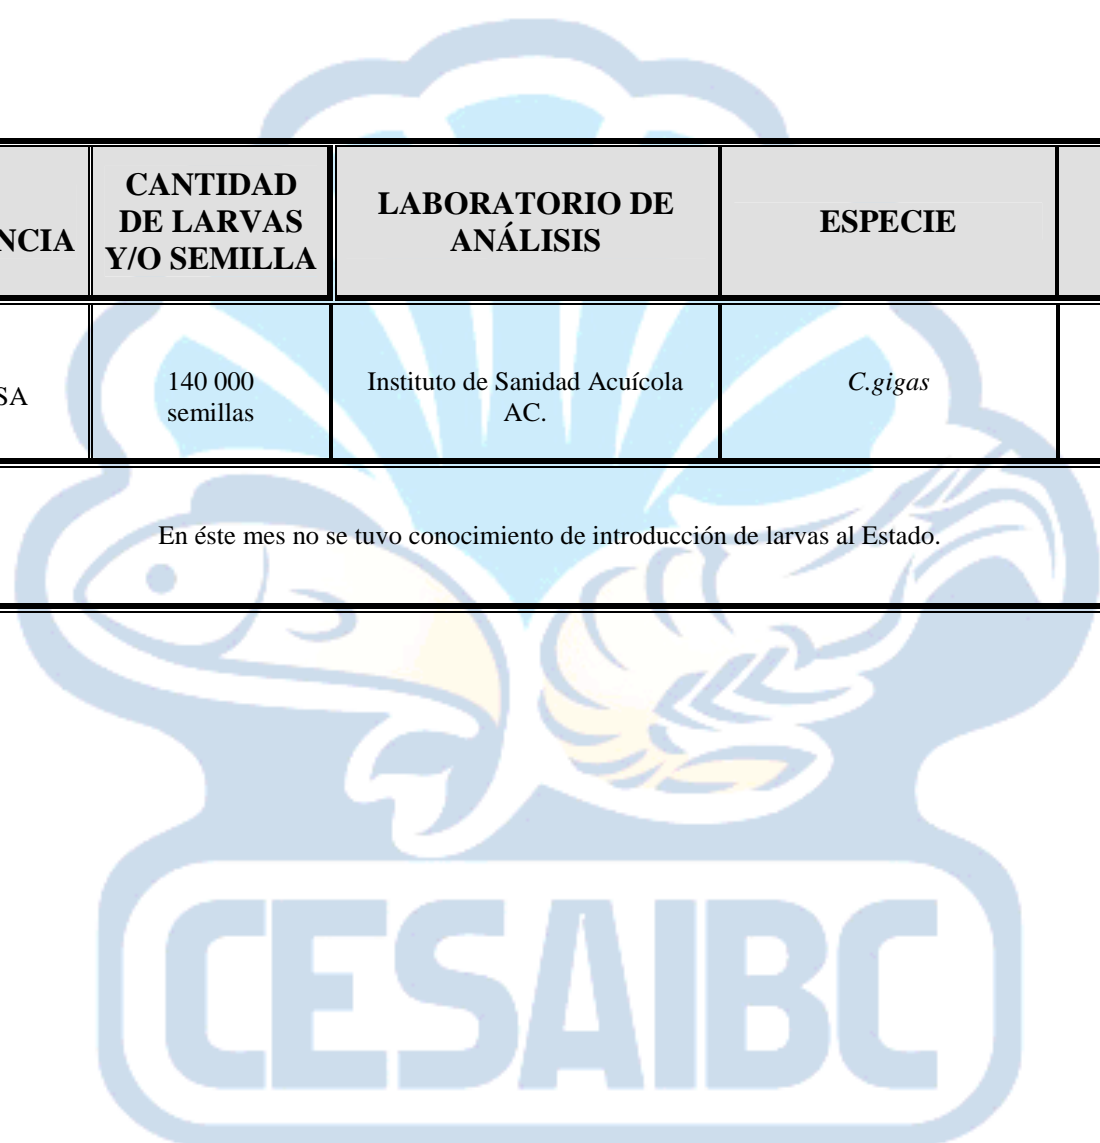 NCIA
CANTIDAD
DE LARVAS
Y/O SEMILLA
LABORATORIO DE
ANÁLISIS
ESPECIE
SA
140 000
semillas
Instituto de Sanidad Acuícola
AC.
C.gigas
En éste mes no se tuvo conocimiento de introducción de larvas al Estado.
CESAIBC